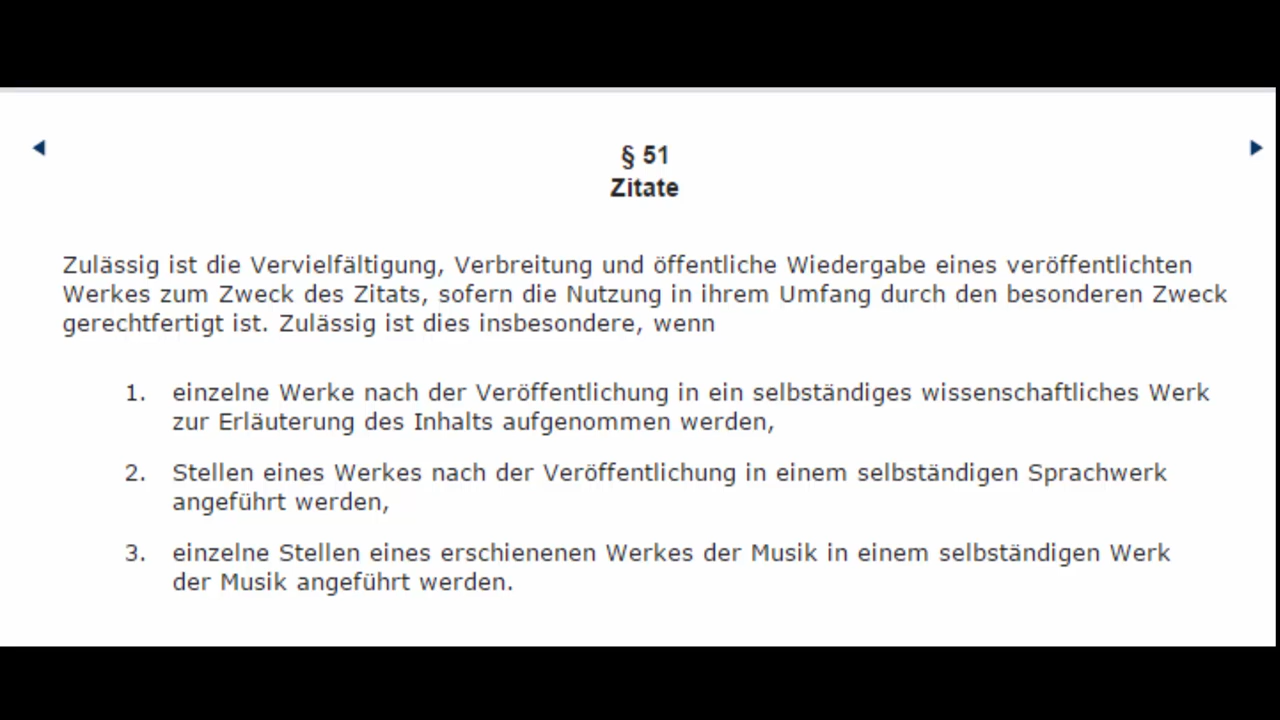 § 51
Zitate
Zulässig ist die Vervielfältigung, Verbreitung und öffentliche Wiedergabe eines veröffentlichten
Werkes zum Zweck des Zitats, sofern die Nutzung in ihrem Umfang durch den besonderen Zweck
gerechtfertigt ist. Zulässig ist dies insbesondere, wenn
1. einzelne Werke nach der Veröffentlichung in ein selbständiges wissenschaftliches Werk
zur Erläuterung des Inhalts aufgenommen werden,
2. Stellen eines Werkes nach der Veröffentlichung in einem selbständigen Sprachwerk
angeführt werden,
3. einzelne Stellen eines erschienenen Werkes der Musik in einem selbständigen Werk
der Musik angeführt werden.